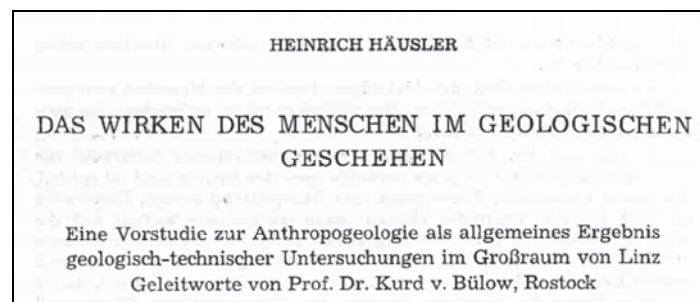 HEINRICH HÄUSLER
DAS WIRKEN DES MENSCHEN IM GEOLOGISCHEN
GESCHEHEN
Eine Vorstudie zur Anthropogeologie als allgemeines Ergebnis
geologisch-technischer Untersuchungen im Großraum von Linz
Geleitworte von Prof. Dr. Kurd v. Bülow, Rostock